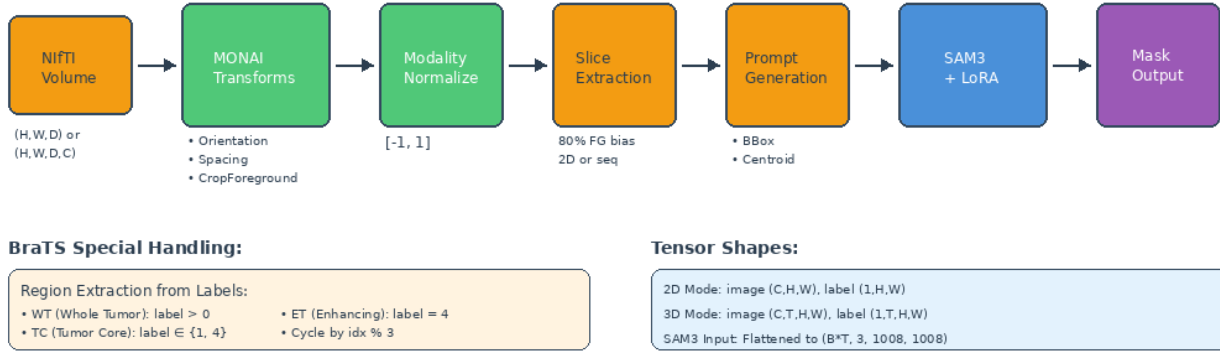 NIfTI
Volume
MONAI
Transforms
Modality
Normalize
Slice
Extraction
Prompt
Generation
SAM3
+ LoRA
Mask
Output
(H,W,D) or
(H,W,D,C)
• Orientation
• Spacing
• CropForeground
[-1, 1]
80% FG bias
2D or seq
• BBox
• Centroid
BraTS Special Handling:
Region Extraction from Labels:
• WT (Whole Tumor): label > 0
• ET (Enhancing): label = 4
• TC (Tumor Core): label ∈ {1, 4}
• Cycle by idx % 3
Tensor Shapes:
2D Mode: image (C,H,W), label (1,H,W)
3D Mode: image (C,T,H,W), label (1,T,H,W)
SAM3 Input: Flattened to (B*T, 3, 1008, 1008)